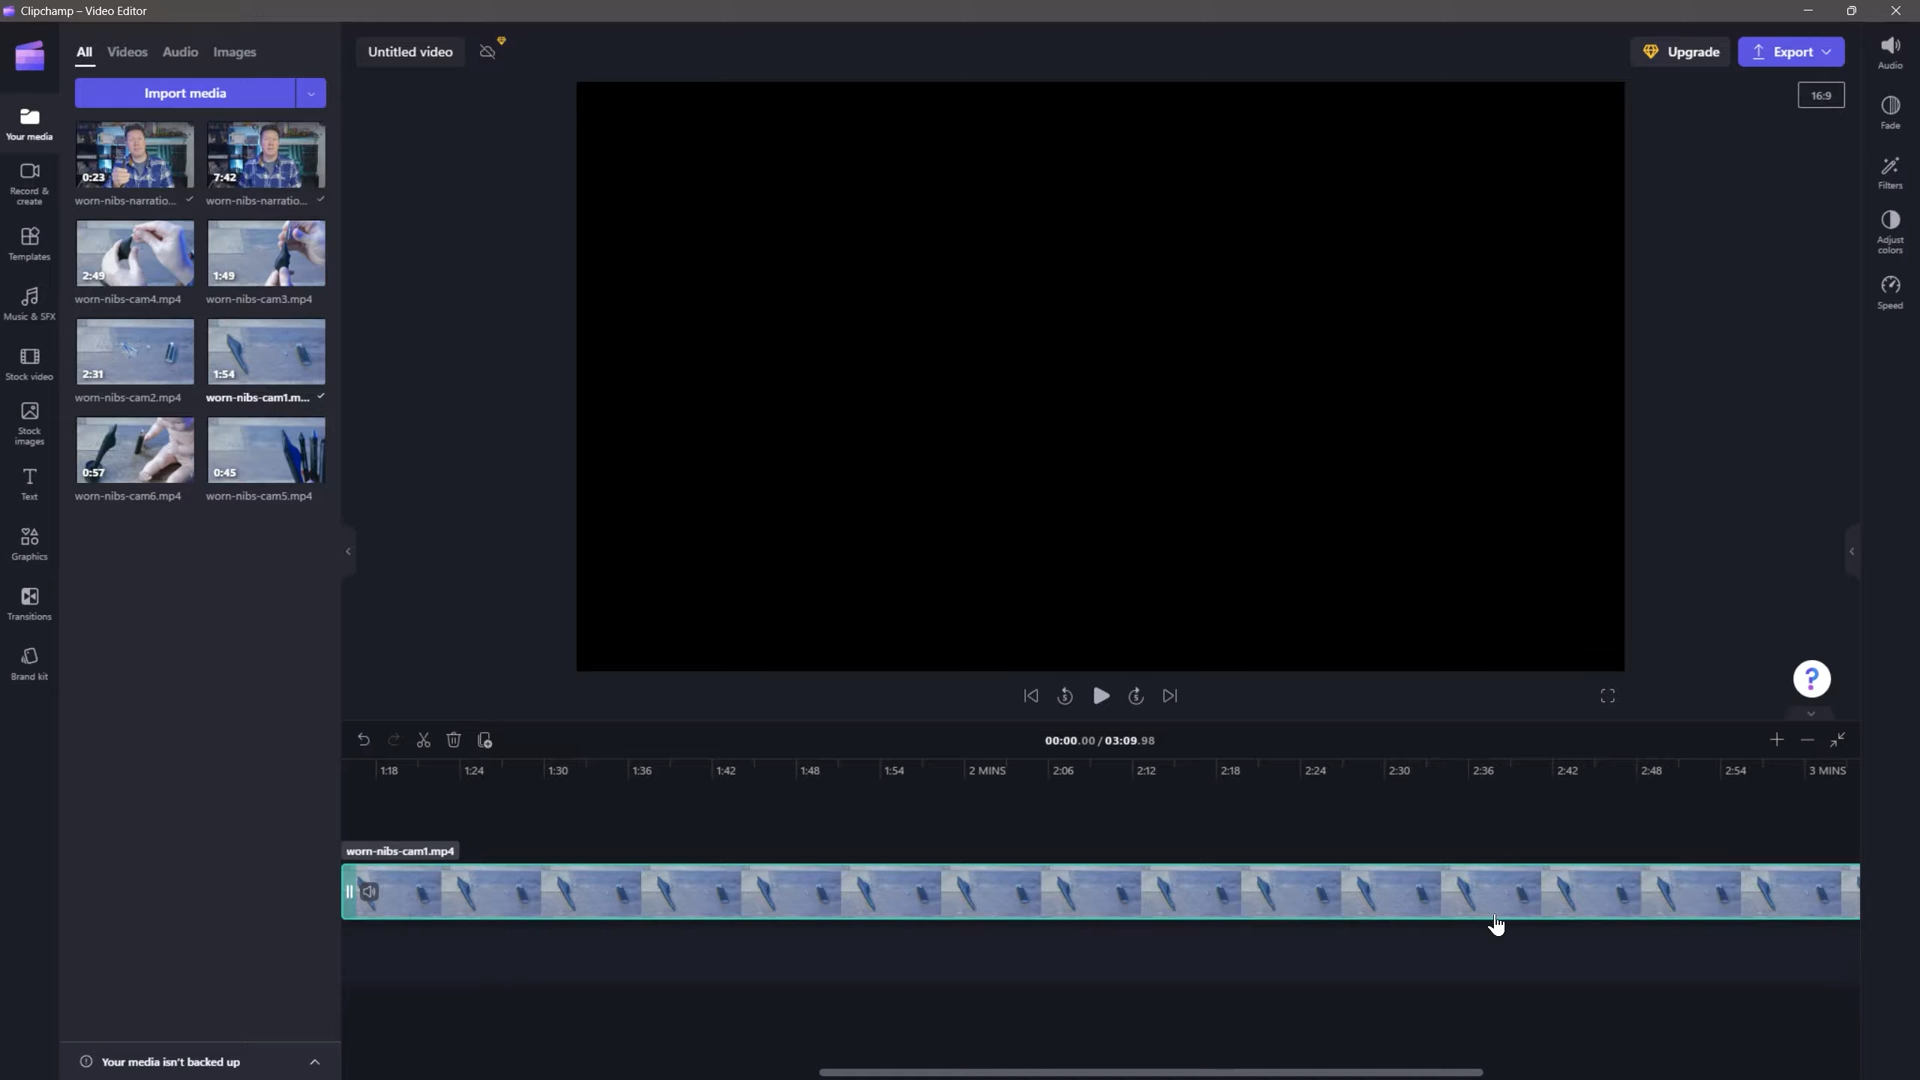 Clipchamp – Video Editor
All Videos Audio Images
Import media
0:23
7:42
worn-nibs-narratio...
worn-nibs-narratio...
2:49
1:49
worn-nibs-cam4.mp4
worn-nibs-cam3.mp4
2:31
1:54
worn-nibs-cam2.mp4
worn-nibs-cam1.m...
0:57
0:45
worn-nibs-cam6.mp4
worn-nibs-cam5.mp4
Your media isn't backed up
Your media
Record &
create
Templates
Music & SFX
Stock video
Stock
images
Text
Graphics
Transitions
Brand kit
Untitled video
Upgrade
Export
16:9
5
5
?
00:00.00 / 03:09.98
1:18 1:24 1:30 1:36 1:42 1:48 1:54 2 MINS 2:06 2:12 2:18 2:24 2:30 2:36 2:42 2:48 2:54 3 MINS
worn-nibs-cam1.mp4
Audio
Fade
Filters
Adjust
colors
Speed